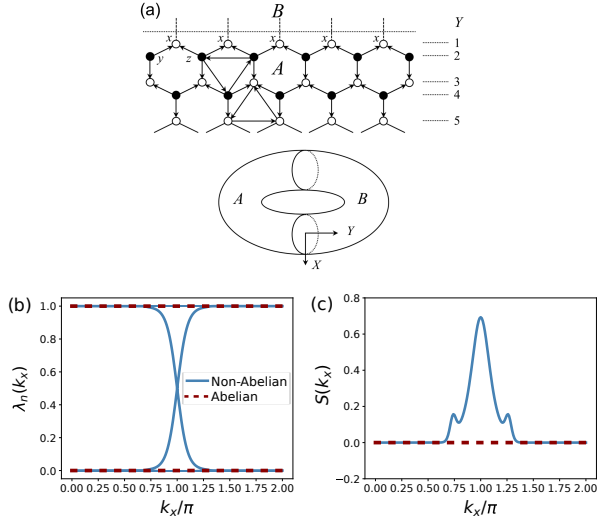 (a)
B
Y
x x x x x
1
y z
2
A
3
4
5
A B
Y
X
(b)
λn(kx)
1.0
0.8
0.6
0.4
0.2
0.0
Non-Abelian
Abelian
0.00 0.25 0.50 0.75 1.00 1.25 1.50 1.75 2.00
kx/π
(c)
S(kx)
0.8
0.6
0.4
0.2
0.0
−0.2
0.00 0.25 0.50 0.75 1.00 1.25 1.50 1.75 2.00
kx/π